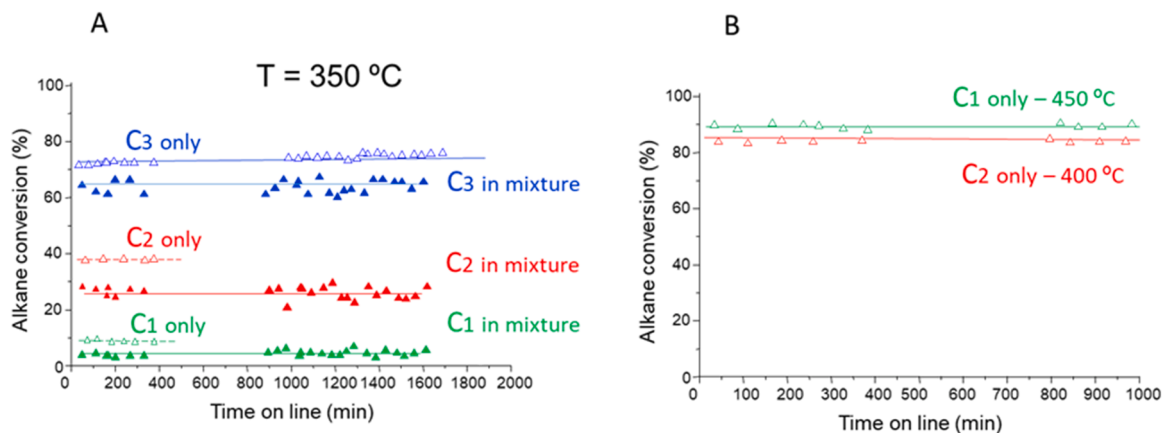 A
T = 350 ºC
Alkane conversion (%)
100
80
60
40
20
0
C3 only
C3 in mixture
C2 only
C2 in mixture
C1 only
C1 in mixture
0 200 400 600 800 1000 1200 1400 1600 1800 2000
Time on line (min)
B
Alkane conversion (%)
100
80
60
40
20
0
C1 only – 450 ºC
C2 only – 400 ºC
0 100 200 300 400 500 600 700 800 900 1000
Time on line (min)